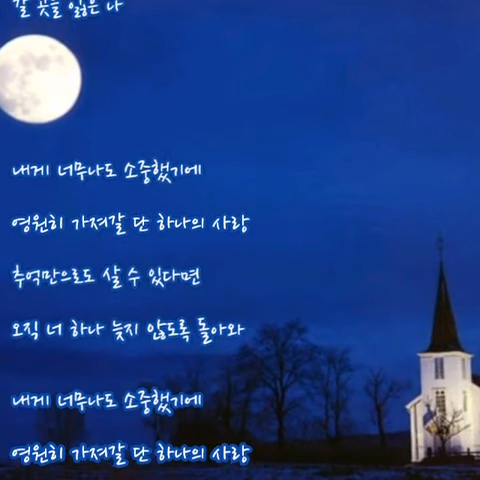 갈 곳을 잃은 나
내게 너무나도 소중했기에
영원히 가져갈 단 하나의 사랑
추억만으로도 살 수 있다면
오직 너 하나 늦지 않도록 돌아와
내게 너무나도 소중했기에
영원히 가져갈 단 하나의 사랑